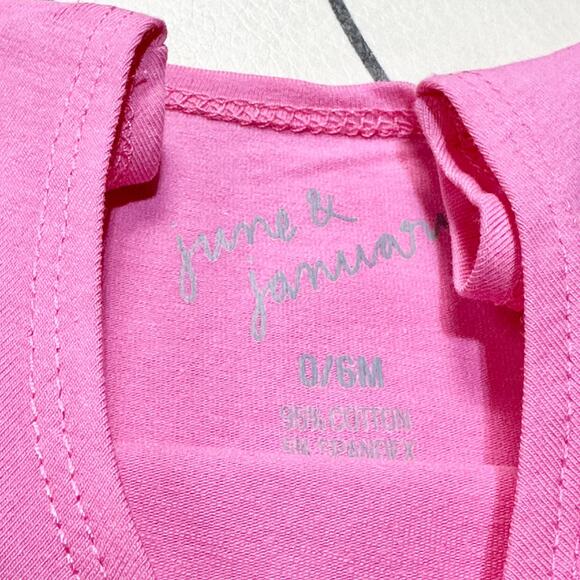 june &
januar
0/6M
95% COTTON
5% SPANDEX